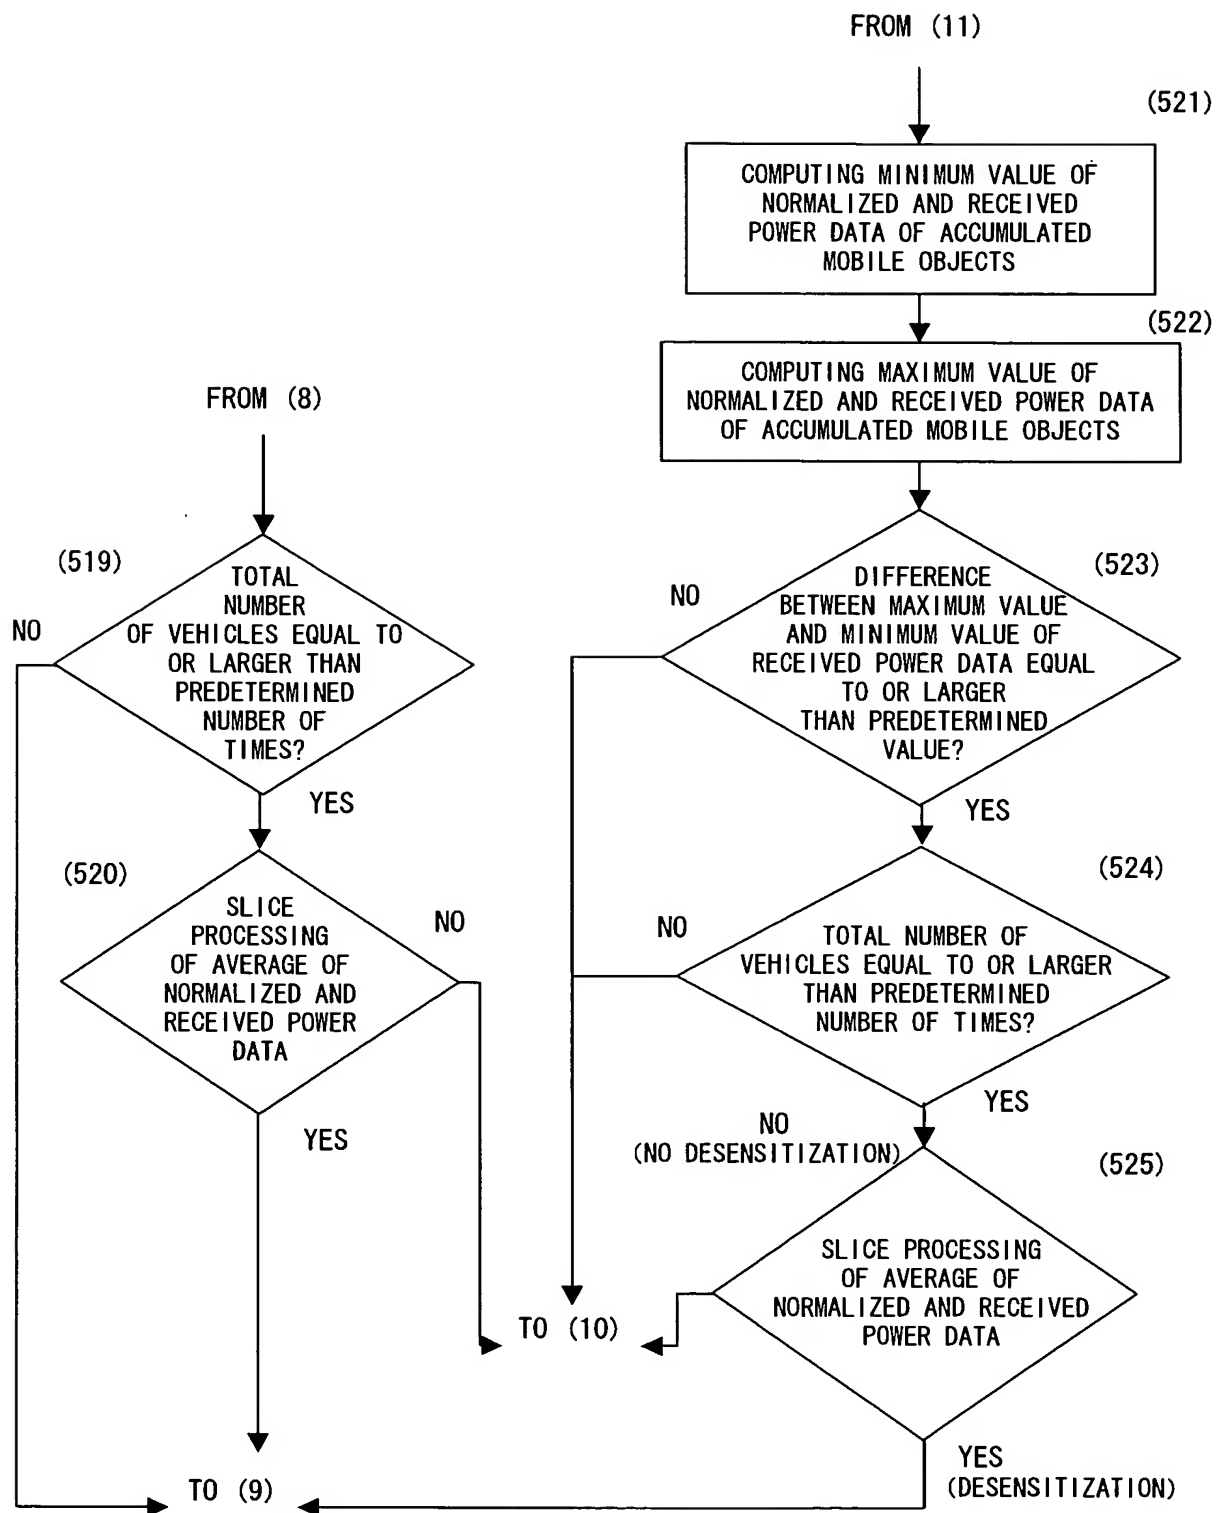 FROM (11)
(521)
COMPUTING MINIMUM VALUE OF
NORMALIZED AND RECEIVED
POWER DATA OF ACCUMULATED
MOBILE OBJECTS
(522)
COMPUTING MAXIMUM VALUE OF
NORMALIZED AND RECEIVED POWER DATA
OF ACCUMULATED MOBILE OBJECTS
FROM (8)
(519)
TOTAL
NUMBER
OF VEHICLES EQUAL TO
OR LARGER THAN
PREDETERMINED
NUMBER OF
TIMES?
NO
YES
(523)
DIFFERENCE
BETWEEN MAXIMUM VALUE
AND MINIMUM VALUE OF
RECEIVED POWER DATA EQUAL
TO OR LARGER
THAN PREDETERMINED
VALUE?
NO
YES
(520)
SLICE
PROCESSING
OF AVERAGE OF
NORMALIZED AND
RECEIVED POWER
DATA
NO
YES
(524)
TOTAL NUMBER OF
VEHICLES EQUAL TO OR LARGER
THAN PREDETERMINED
NUMBER OF TIMES?
NO
YES
NO
(NO DESENSITIZATION)
(525)
SLICE PROCESSING
OF AVERAGE OF
NORMALIZED AND RECEIVED
POWER DATA
TO (10)
YES
(DESENSITIZATION)
TO (9)